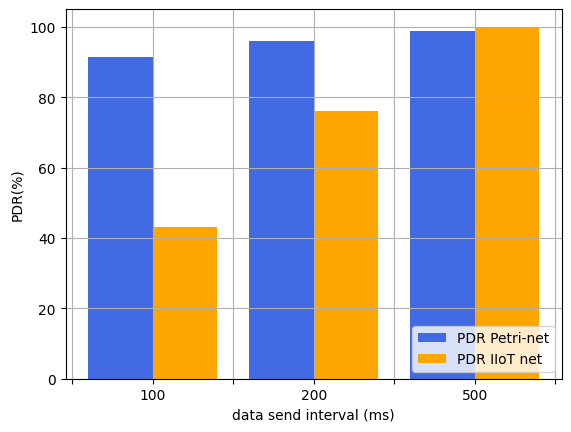 100
80
60
40
20
0
PDR(%)
PDR Petri-net
PDR IIoT net
100 200 500
data send interval (ms)